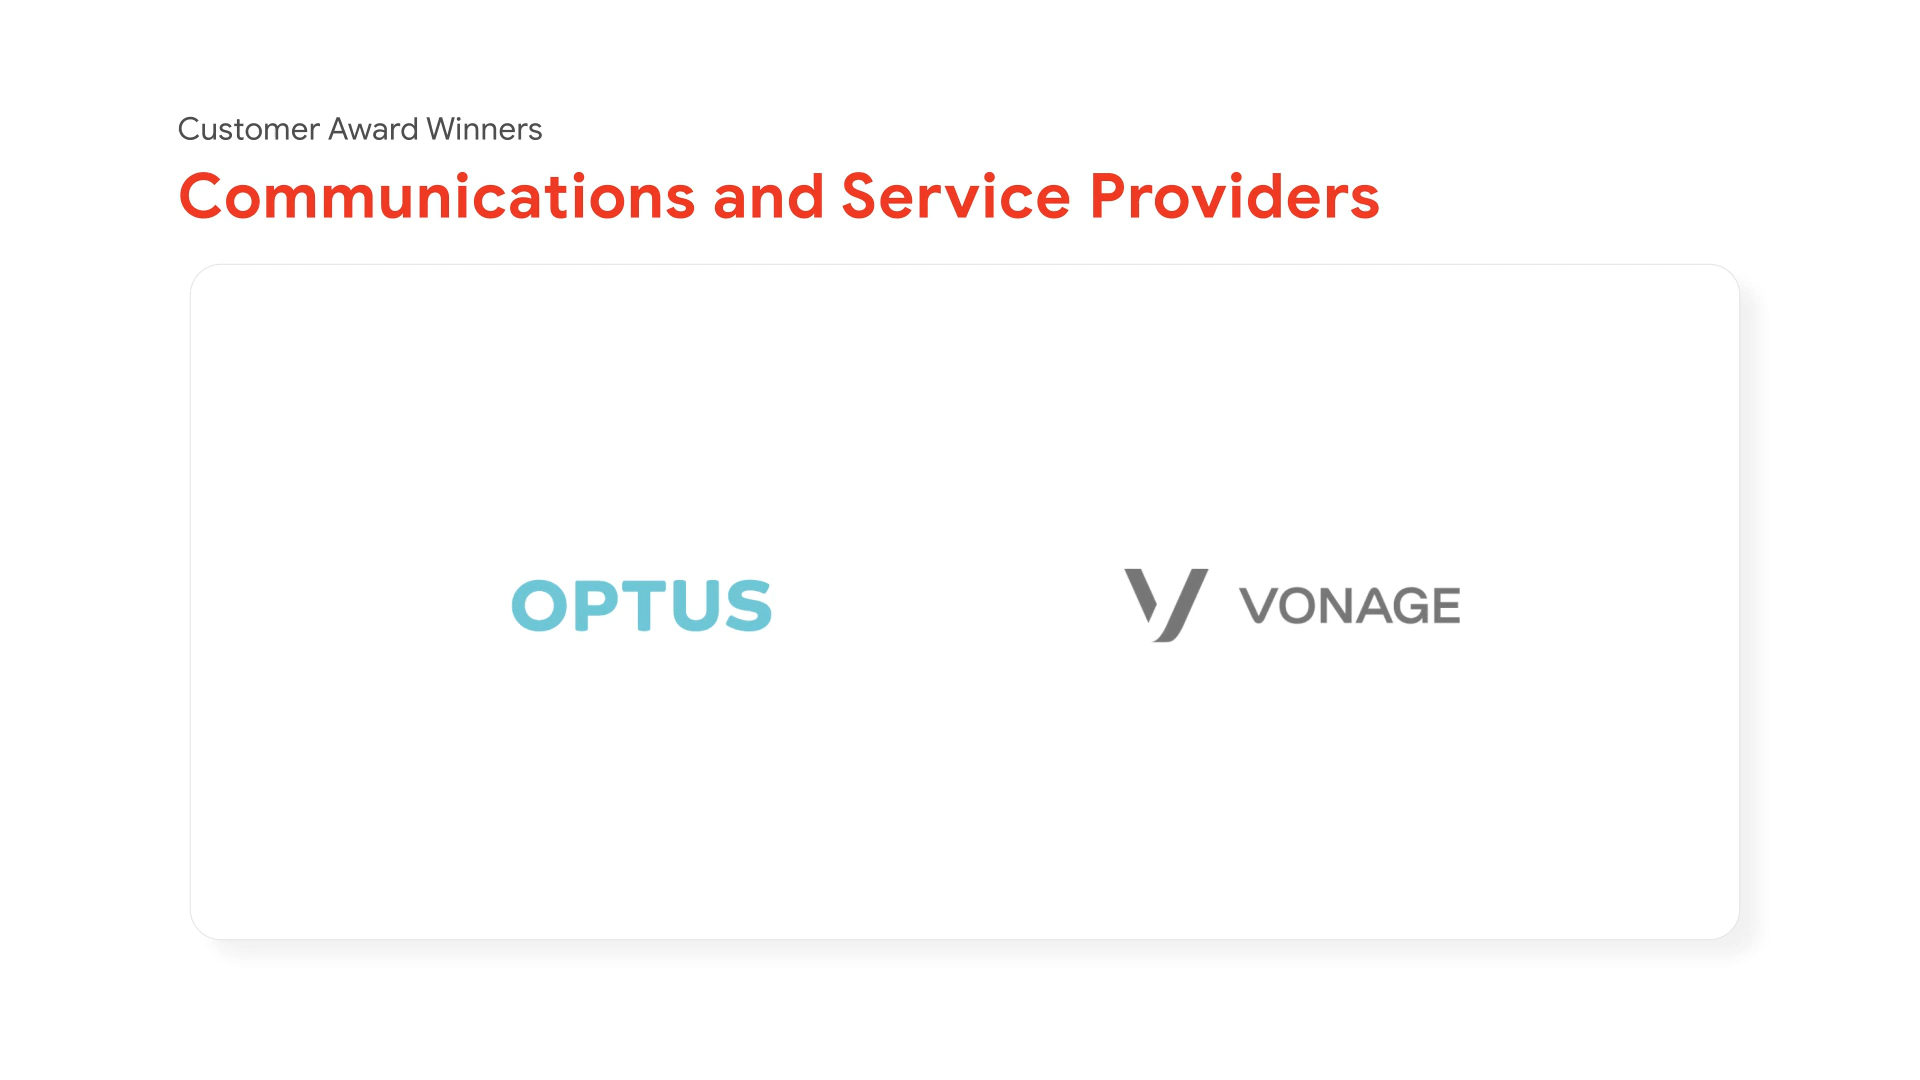 Customer Award Winners
Communications and Service Providers
OPTUS
VONAGE